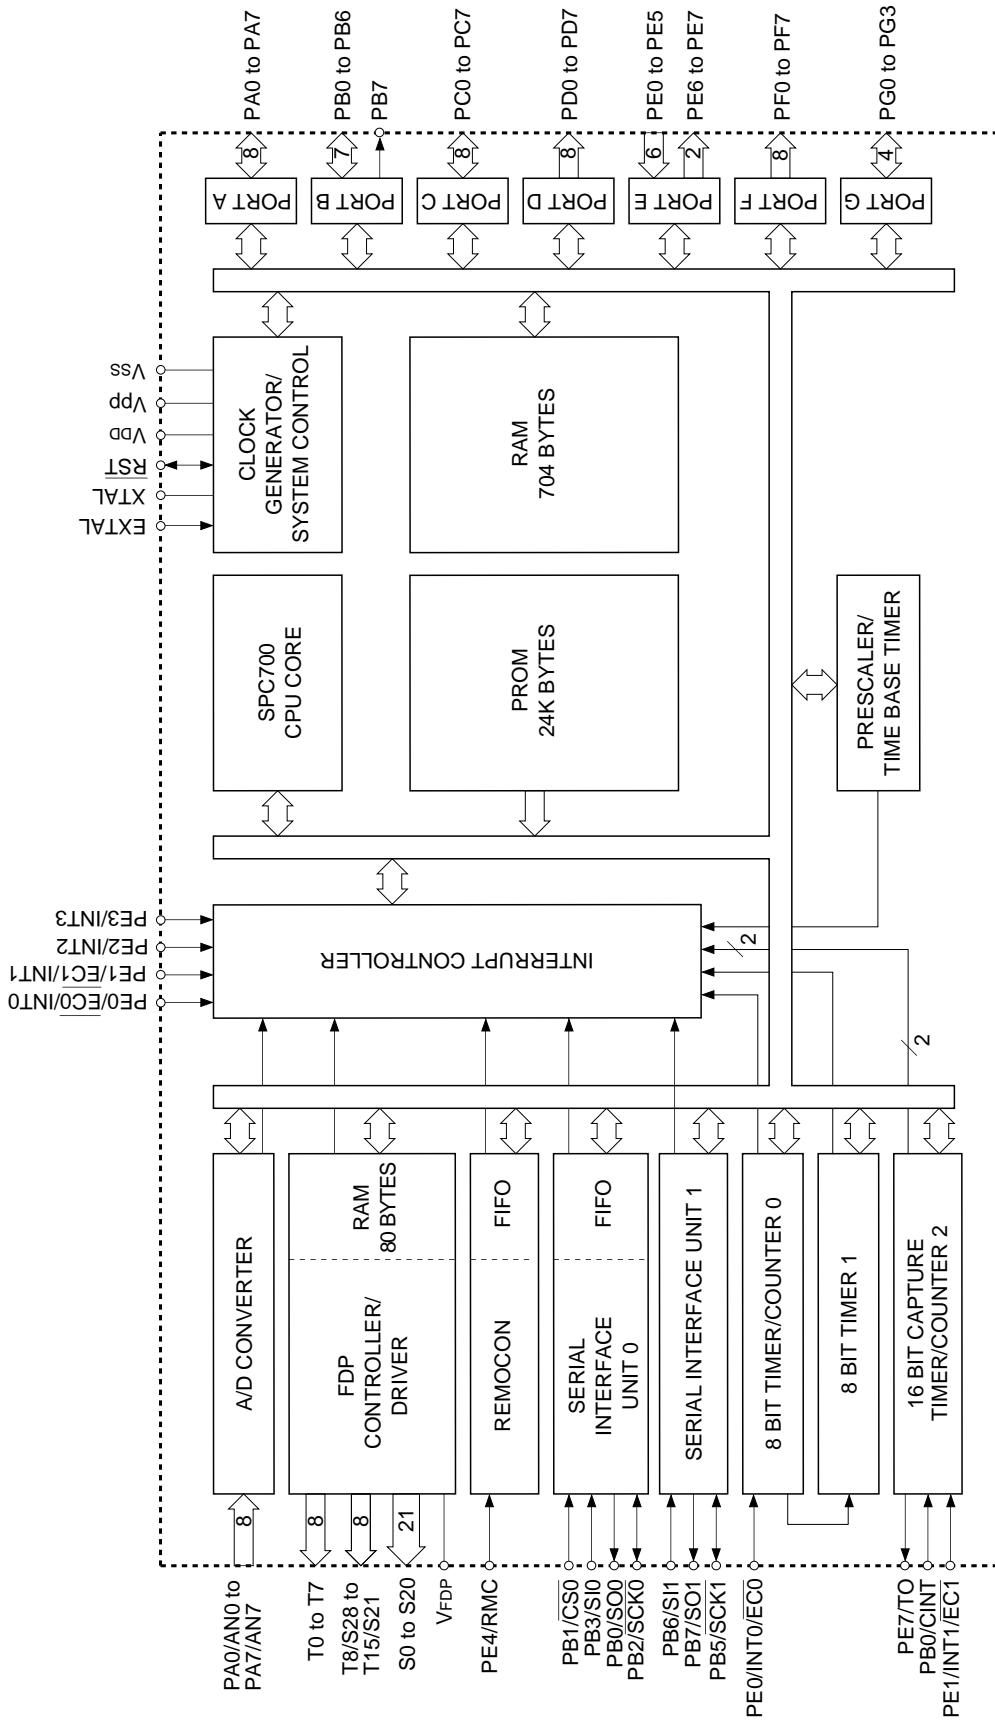 PA0/AN0 to
PA7/AN7
8
A/D CONVERTER
T0 to T7
8
T8/S28 to
T15/S21
8
S0 to S20
21
VFDP
FDP
CONTROLLER/
DRIVER
RAM
80 BYTES
PE4/RMC
REMOCON
FIFO
PB1/CS0
PB3/SI0
PB0/SO0
PB2/SCK0
SERIAL
INTERFACE
UNIT 0
FIFO
PB6/SI1
PB7/SO1
PB5/SCK1
SERIAL INTERFACE UNIT 1
PE0/INT0/EC0
8 BIT TIMER/COUNTER 0
8 BIT TIMER 1
PE7/TO
PB0/CINT
PE1/INT1/EC1
16 BIT CAPTURE
TIMER/COUNTER 2
2
2
PE0/EC0/INT0
PE1/EC1/INT1
PE2/INT2
PE3/INT3
INTERRUPT CONTROLLER
SPC700
CPU CORE
PROM
24K BYTES
PRESCALER/
TIME BASE TIMER
EXTAL
XTAL
RST
VDD
Vpp
VSS
CLOCK
GENERATOR/
SYSTEM CONTROL
RAM
704 BYTES
PORT A
8
PA0 to PA7
PORT B
7
PB0 to PB6
PB7
PORT C
8
PC0 to PC7
PORT D
8
PD0 to PD7
PORT E
6
PE0 to PE5
2
PE6 to PE7
PORT F
8
PF0 to PF7
PORT G
4
PG0 to PG3